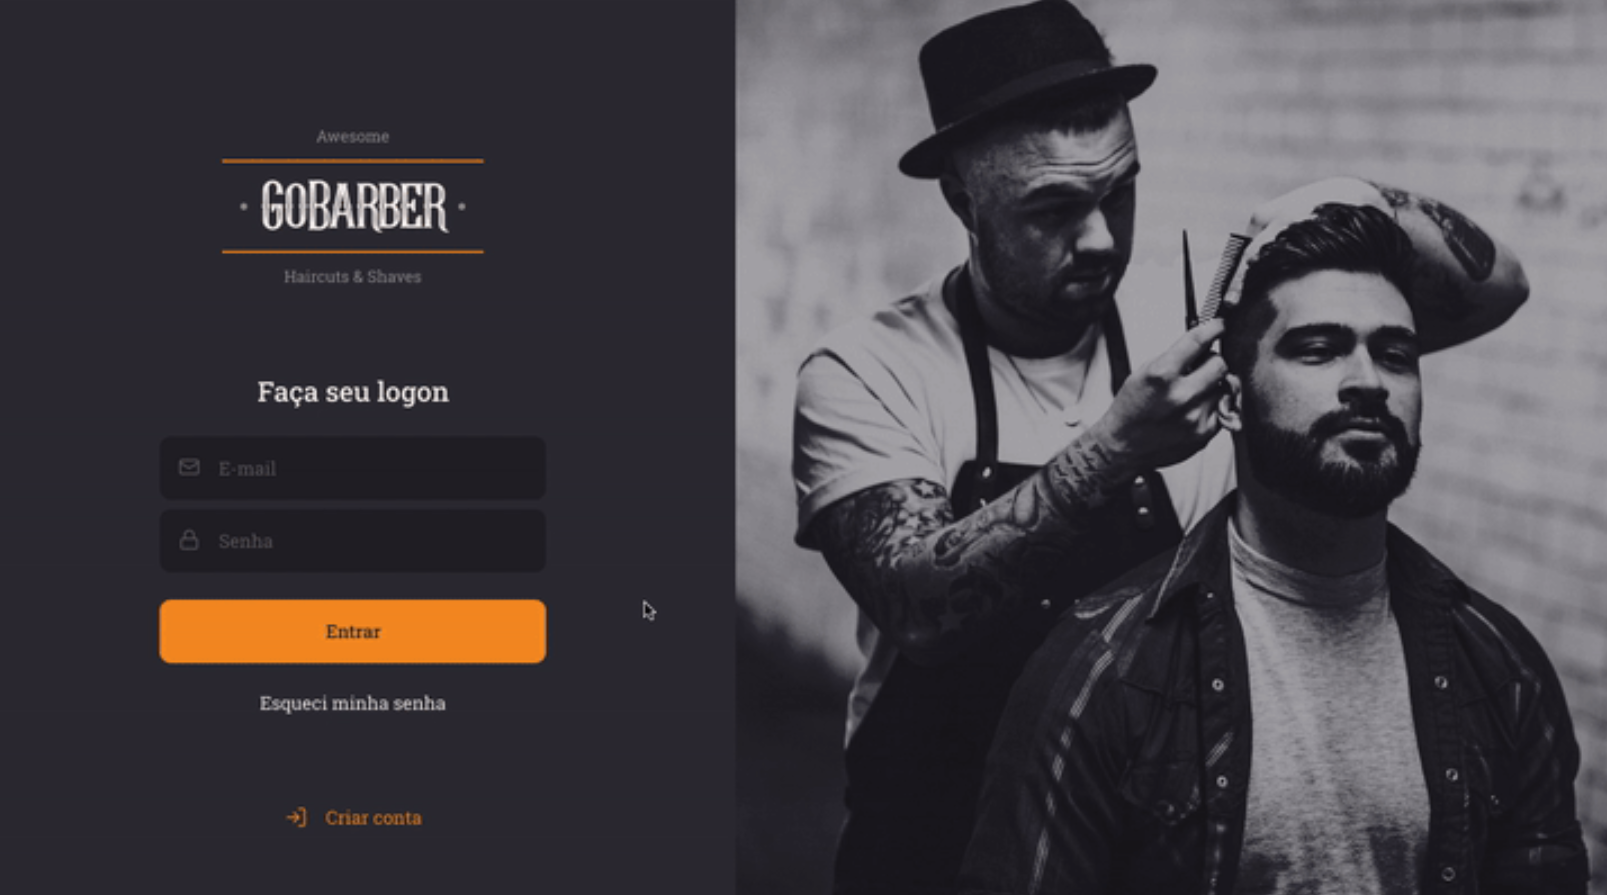 Awesome
GOBARBER
Haircuts & Shaves
Faça seu logon
E-mail
Senha
Entrar
Esqueci minha senha
Criar conta